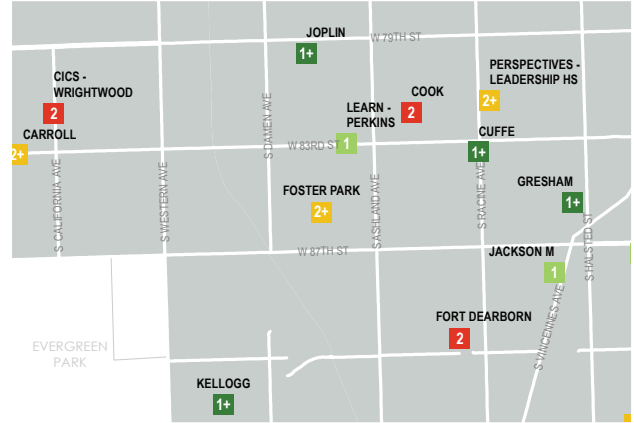 JOPLIN
W 79TH ST
1+
CICS -
WRIGHTWOOD
2
PERSPECTIVES -
LEADERSHIP HS
2+
COOK
2
LEARN -
PERKINS
1
CARROLL
2+
W 83RD ST
CUFFE
1+
S DAMEN AVE
S CALIFORNIA AVE
S WESTERN AVE
S ASHLAND AVE
S RACINE AVE
FOSTER PARK
2+
GRESHAM
1+
S HALSTED ST
W 87TH ST
JACKSON M
1
S VINCENNES AVE
FORT DEARBORN
2
EVERGREEN
PARK
KELLOGG
1+